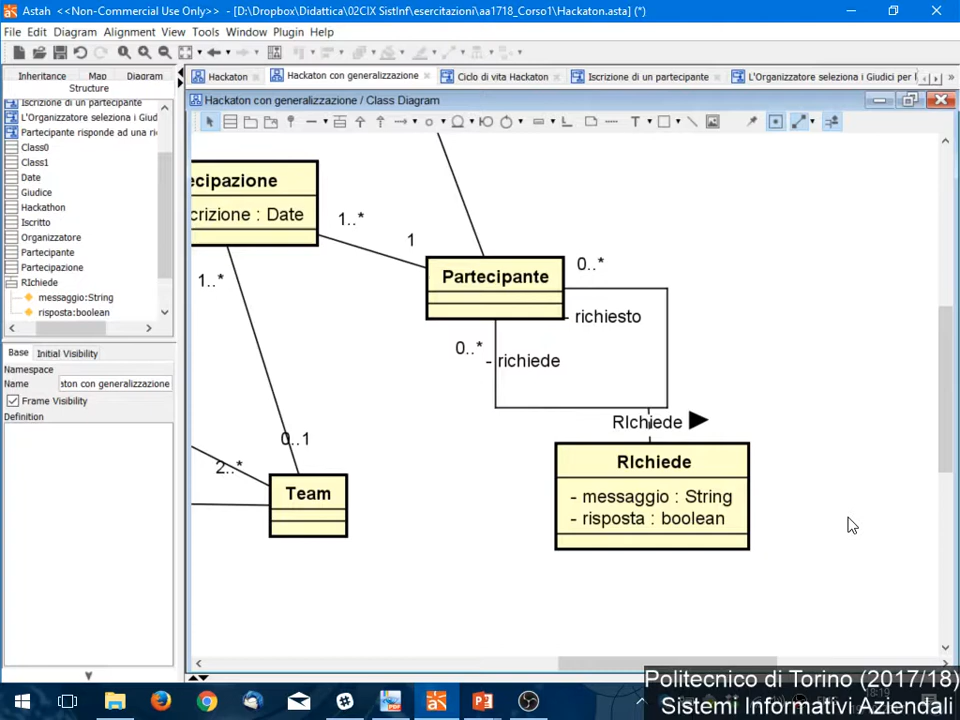 Astah <<Non-Commercial Use Only>> - [D:\Dropbox\Didattica\02CIX SistInf\esercitazioni\aa1718_Corso1\Hackaton.asta] (*)
File Edit Diagram Alignment View Tools Window Plugin Help
Inheritance Map Diagram
Structure
Iscrizione di un partecipante
L'Organizzatore seleziona i Giud
Partecipante risponde ad una ri
Class0
Class1
Date
Giudice
Hackathon
Iscritto
Organizzatore
Partecipante
Partecipazione
RIchiede
messaggio:String
risposta:boolean
Base Initial Visibility
Namespace
Name ton con generalizzazione
Frame Visibility
Definition
Hackaton Hackaton con generalizzazione Ciclo di vita Hackaton Iscrizione di un partecipante L'Organizzatore seleziona i Giudici per l
Hackaton con generalizzazione / Class Diagram
ecipazione
scrizione : Date
1..*
1
1..*
Partecipante
0..*
- richiesto
0..*
- richiede
RIchiede
RIchiede
- messaggio : String
- risposta : boolean
0..1
2..*
Team
Politecnico di Torino (2017/18)
Sistemi Informativi Aziendali
18:19